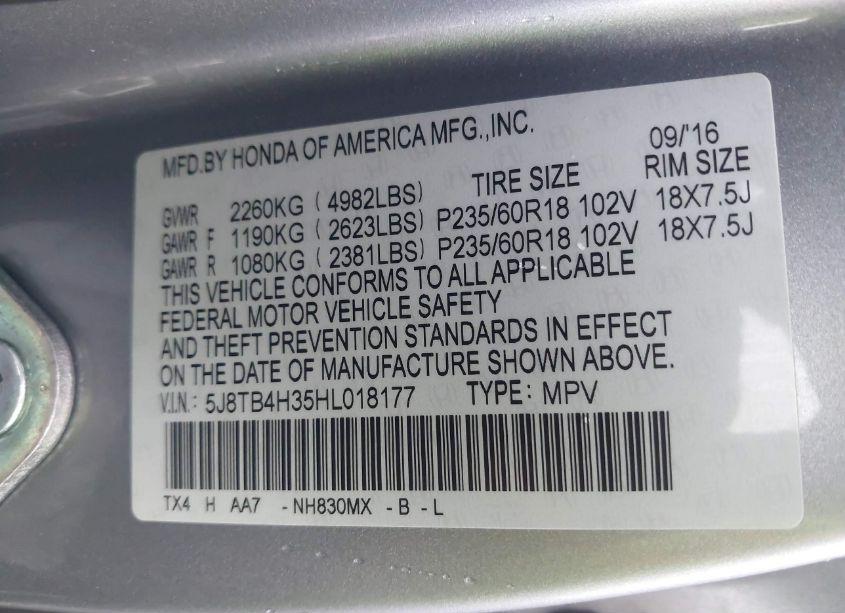 MFD.BY HONDA OF AMERICA MFG.,INC. 09/'16
TIRE SIZE RIM SIZE
GVWR 2260KG ( 4982LBS)
GAWR F 1190KG ( 2623LBS) P235/60R18 102V 18X7.5J
GAWR R 1080KG ( 2381LBS) P235/60R18 102V 18X7.5J
THIS VEHICLE CONFORMS TO ALL APPLICABLE
FEDERAL MOTOR VEHICLE SAFETY
AND THEFT PREVENTION STANDARDS IN EFFECT
ON THE DATE OF MANUFACTURE SHOWN ABOVE.
V.I.N.: 5J8TB4H35HL018177 TYPE: MPV
TX4 H AA7 -NH830MX -B -L